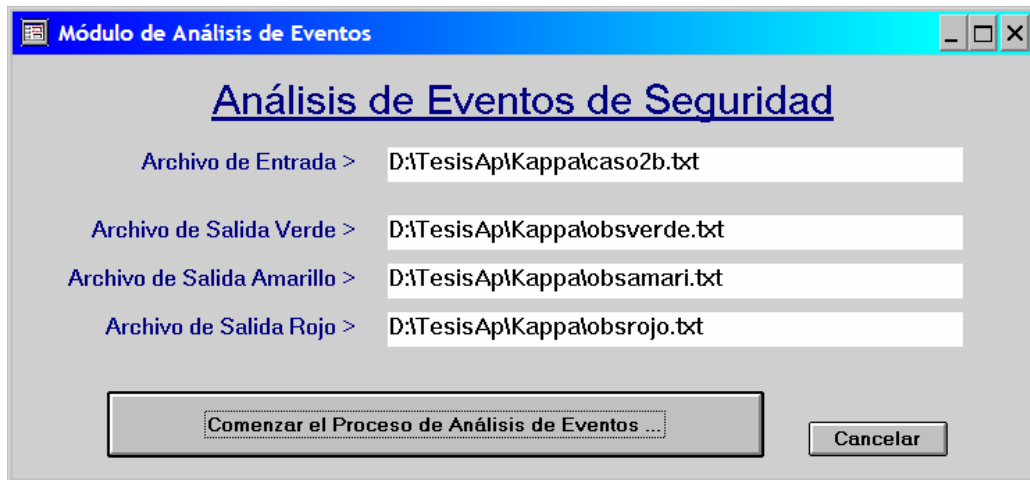 Módulo de Análisis de Eventos
Análisis de Eventos de Seguridad
Archivo de Entrada > D:\TesisAp\Kappa\caso2b.txt
Archivo de Salida Verde > D:\TesisAp\Kappa\obsverde.txt
Archivo de Salida Amarillo > D:\TesisAp\Kappa\obsamari.txt
Archivo de Salida Rojo > D:\TesisAp\Kappa\obsrojo.txt
Comenzar el Proceso de Análisis de Eventos ...
Cancelar